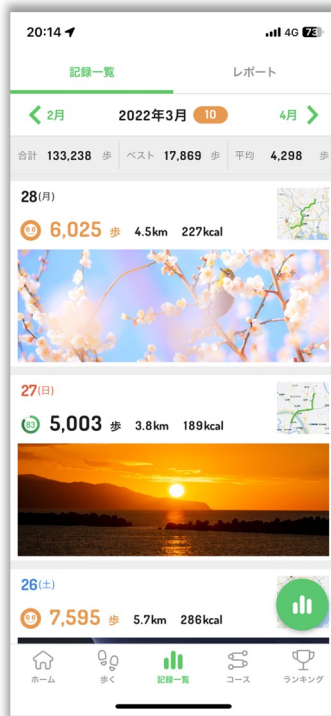 20:14 4G 73
記録一覧 レポート
2月 2022年3月 10 4月
合計 133,238 歩 ベスト 17,869 歩 平均 4,298 歩
28(月)
6,025 歩 4.5km 227kcal
27(日)
83 5,003 歩 3.8km 189kcal
26(土)
7,595 歩 5.7km 286kcal
ホーム 歩く 記録一覧 コース ランキング